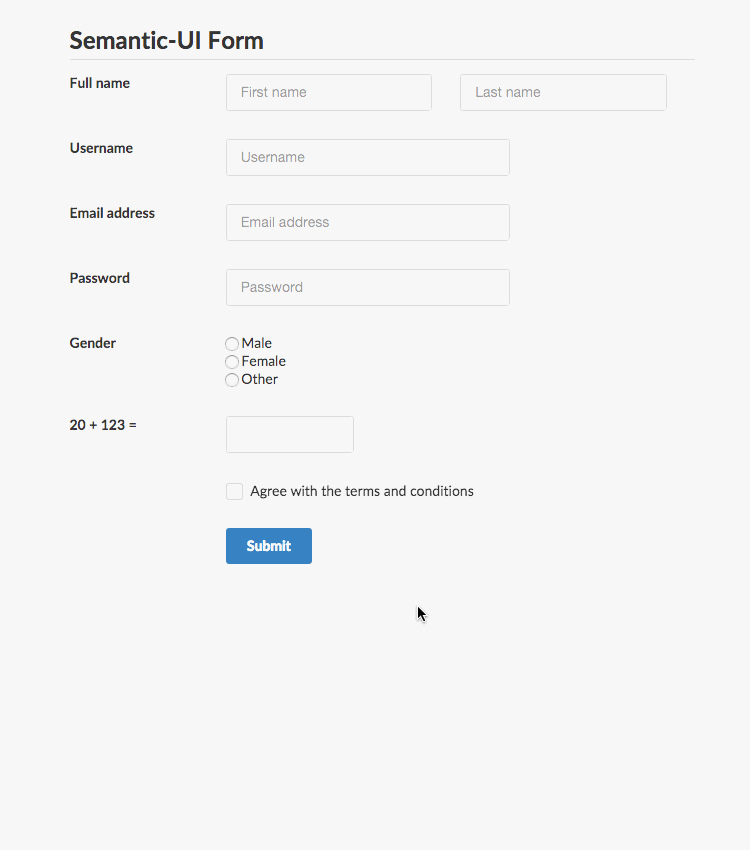 Semantic-UI Form
Full name
First name
Last name
Username
Username
Email address
Email address
Password
Password
Gender
Male
Female
Other
20 + 123 =
Agree with the terms and conditions
Submit